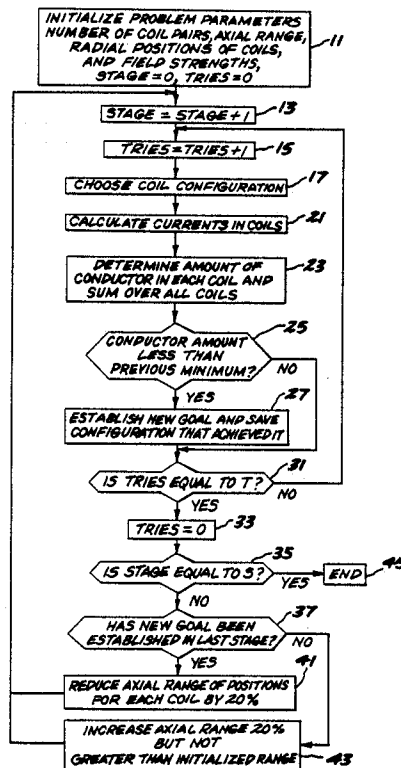 INITIALIZE PROBLEM PARAMETERS
NUMBER OF COIL PAIRS, AXIAL RANGE,
RADIAL POSITIONS OF COILS,
AND FIELD STRENGTHS,
STAGE=0, TRIES=0
11
STAGE = STAGE+1
13
TRIES=TRIES+1
15
CHOOSE COIL CONFIGURATION
17
CALCULATE CURRENTS IN COILS
21
DETERMINE AMOUNT OF
CONDUCTOR IN EACH COIL AND
SUM OVER ALL COILS
23
CONDUCTOR AMOUNT
LESS THAN
PREVIOUS MINIMUM?
25
NO
YES
27
ESTABLISH NEW GOAL AND SAVE
CONFIGURATION THAT ACHIEVED IT
IS TRIES EQUAL TO T?
31
NO
YES
TRIES=0
33
IS STAGE EQUAL TO S?
35
YES
END
45
NO
HAS NEW GOAL BEEN
ESTABLISHED IN LAST STAGE?
37
NO
YES
41
REDUCE AXIAL RANGE OF POSITIONS
FOR EACH COIL BY 20%
INCREASE AXIAL RANGE 20%
BUT NOT
GREATER THAN INITIALIZED RANGE
43